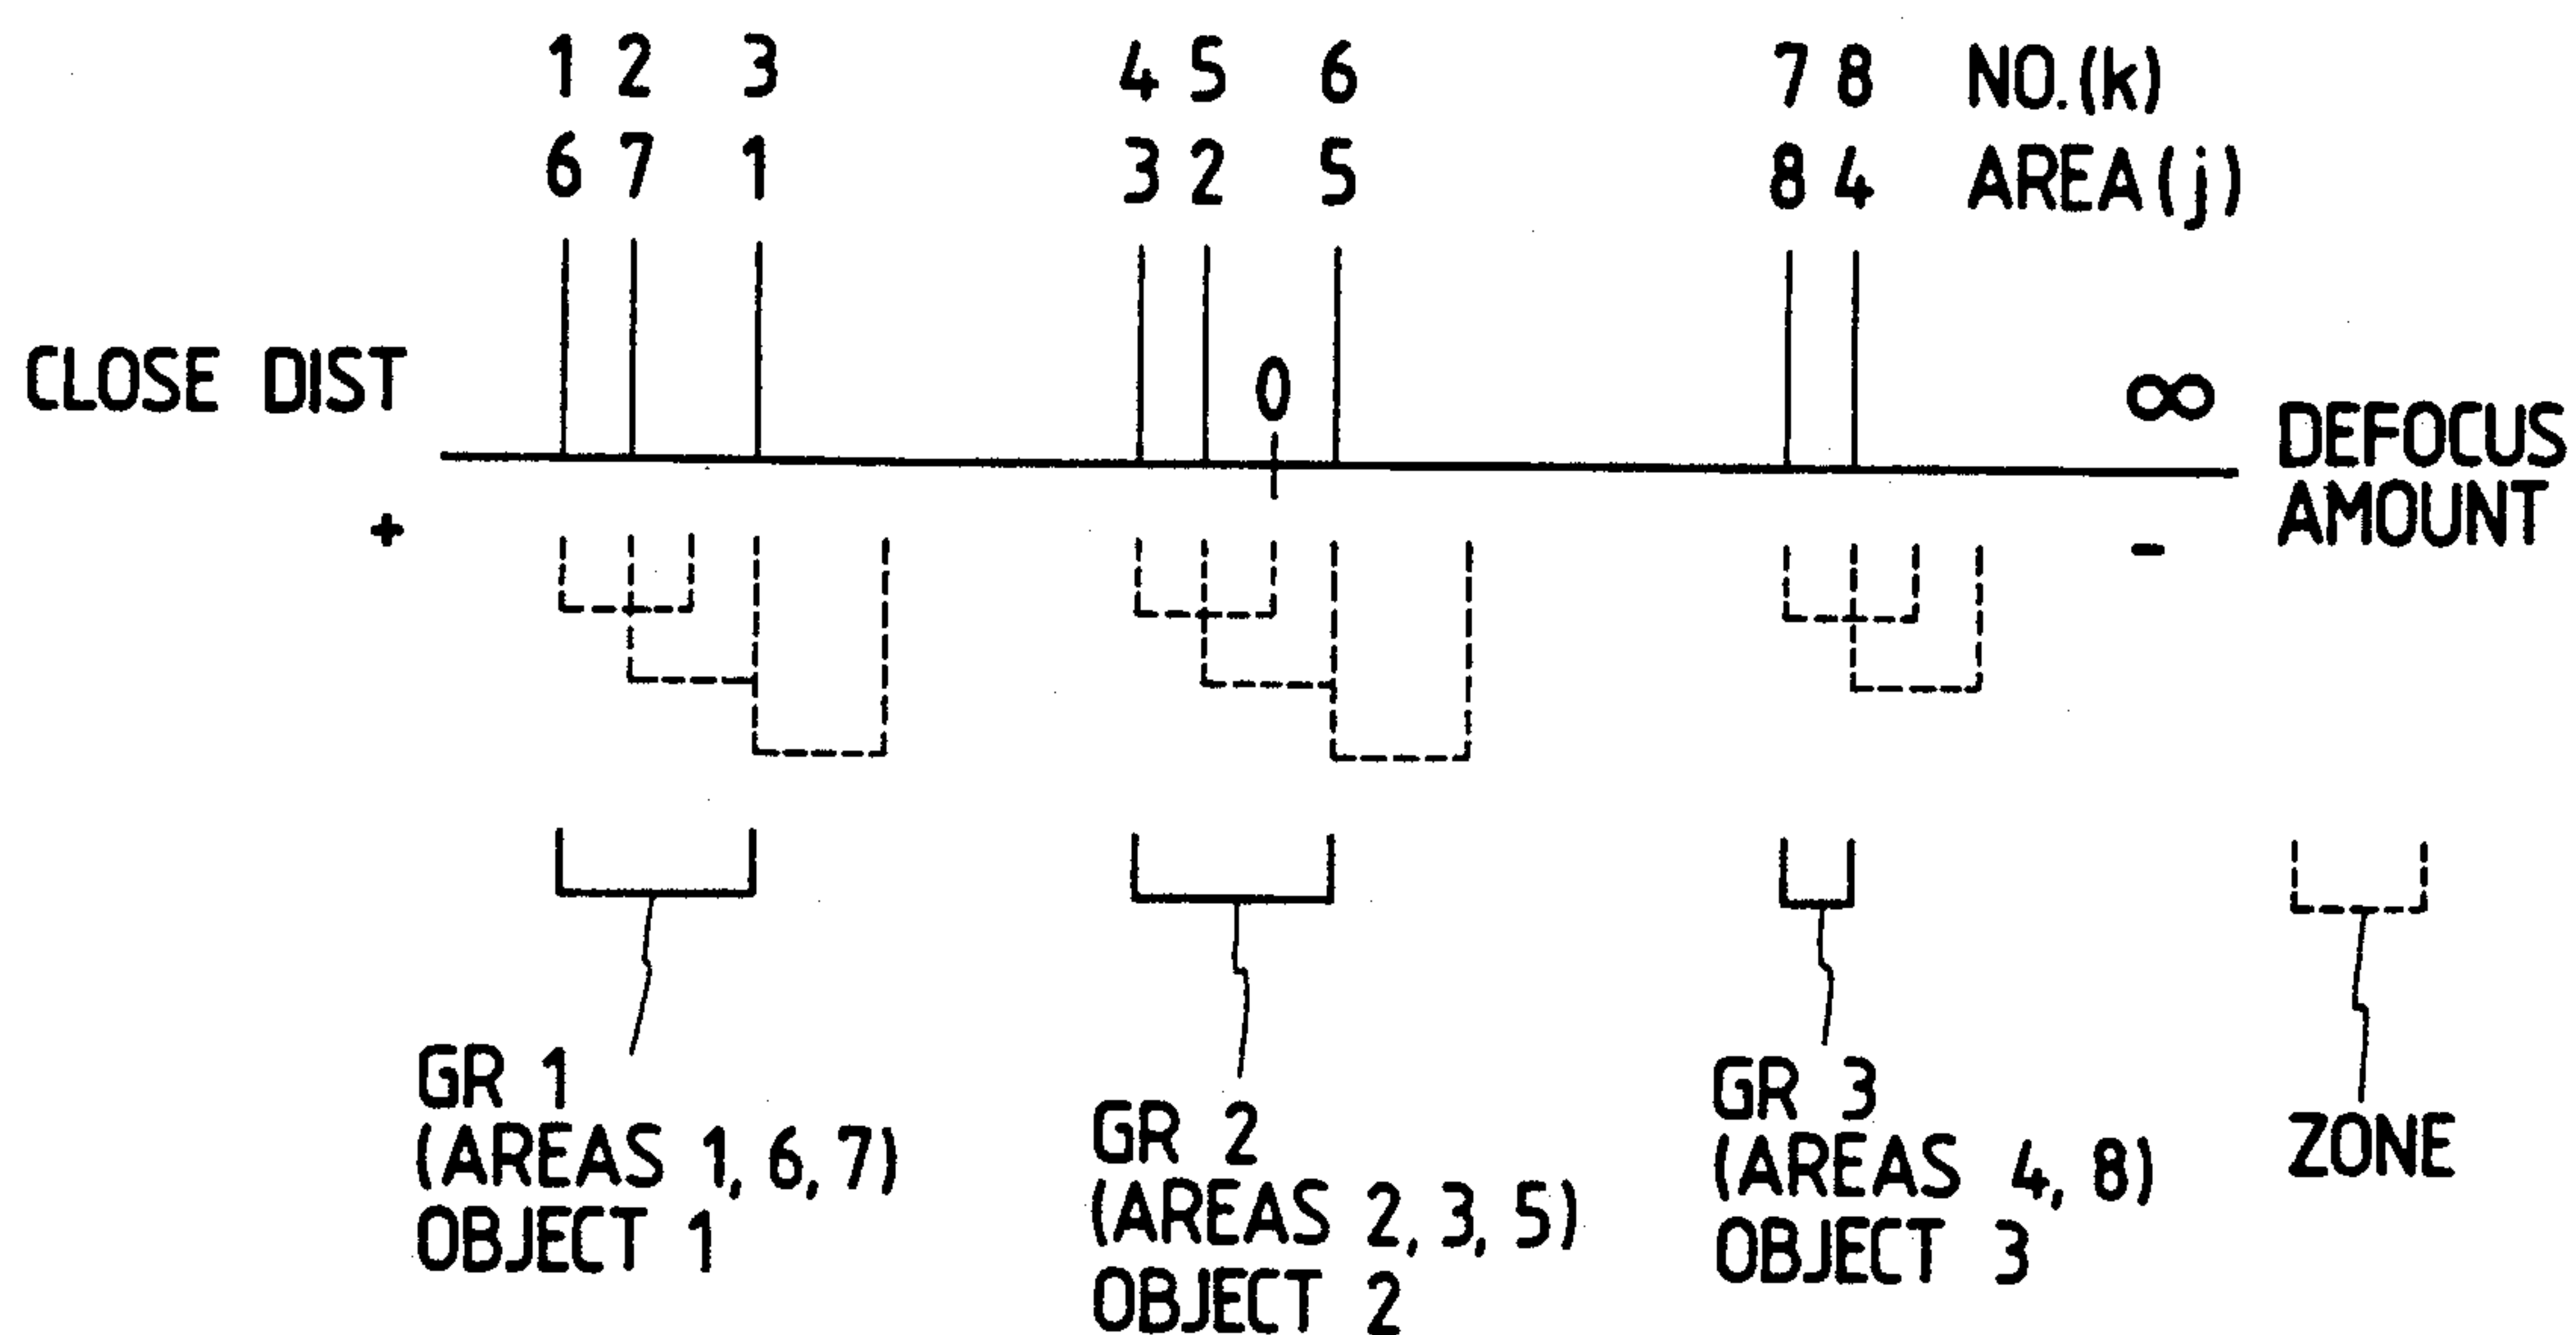 1 2 3 4 5 6 7 8 NO.(k)
6 7 1 3 2 5 8 4 AREA(j)
CLOSE DIST
0
∞
DEFOCUS
AMOUNT
+
-
GR 1
(AREAS 1, 6, 7)
OBJECT 1
GR 2
(AREAS 2, 3, 5)
OBJECT 2
GR 3
(AREAS 4, 8)
OBJECT 3
ZONE